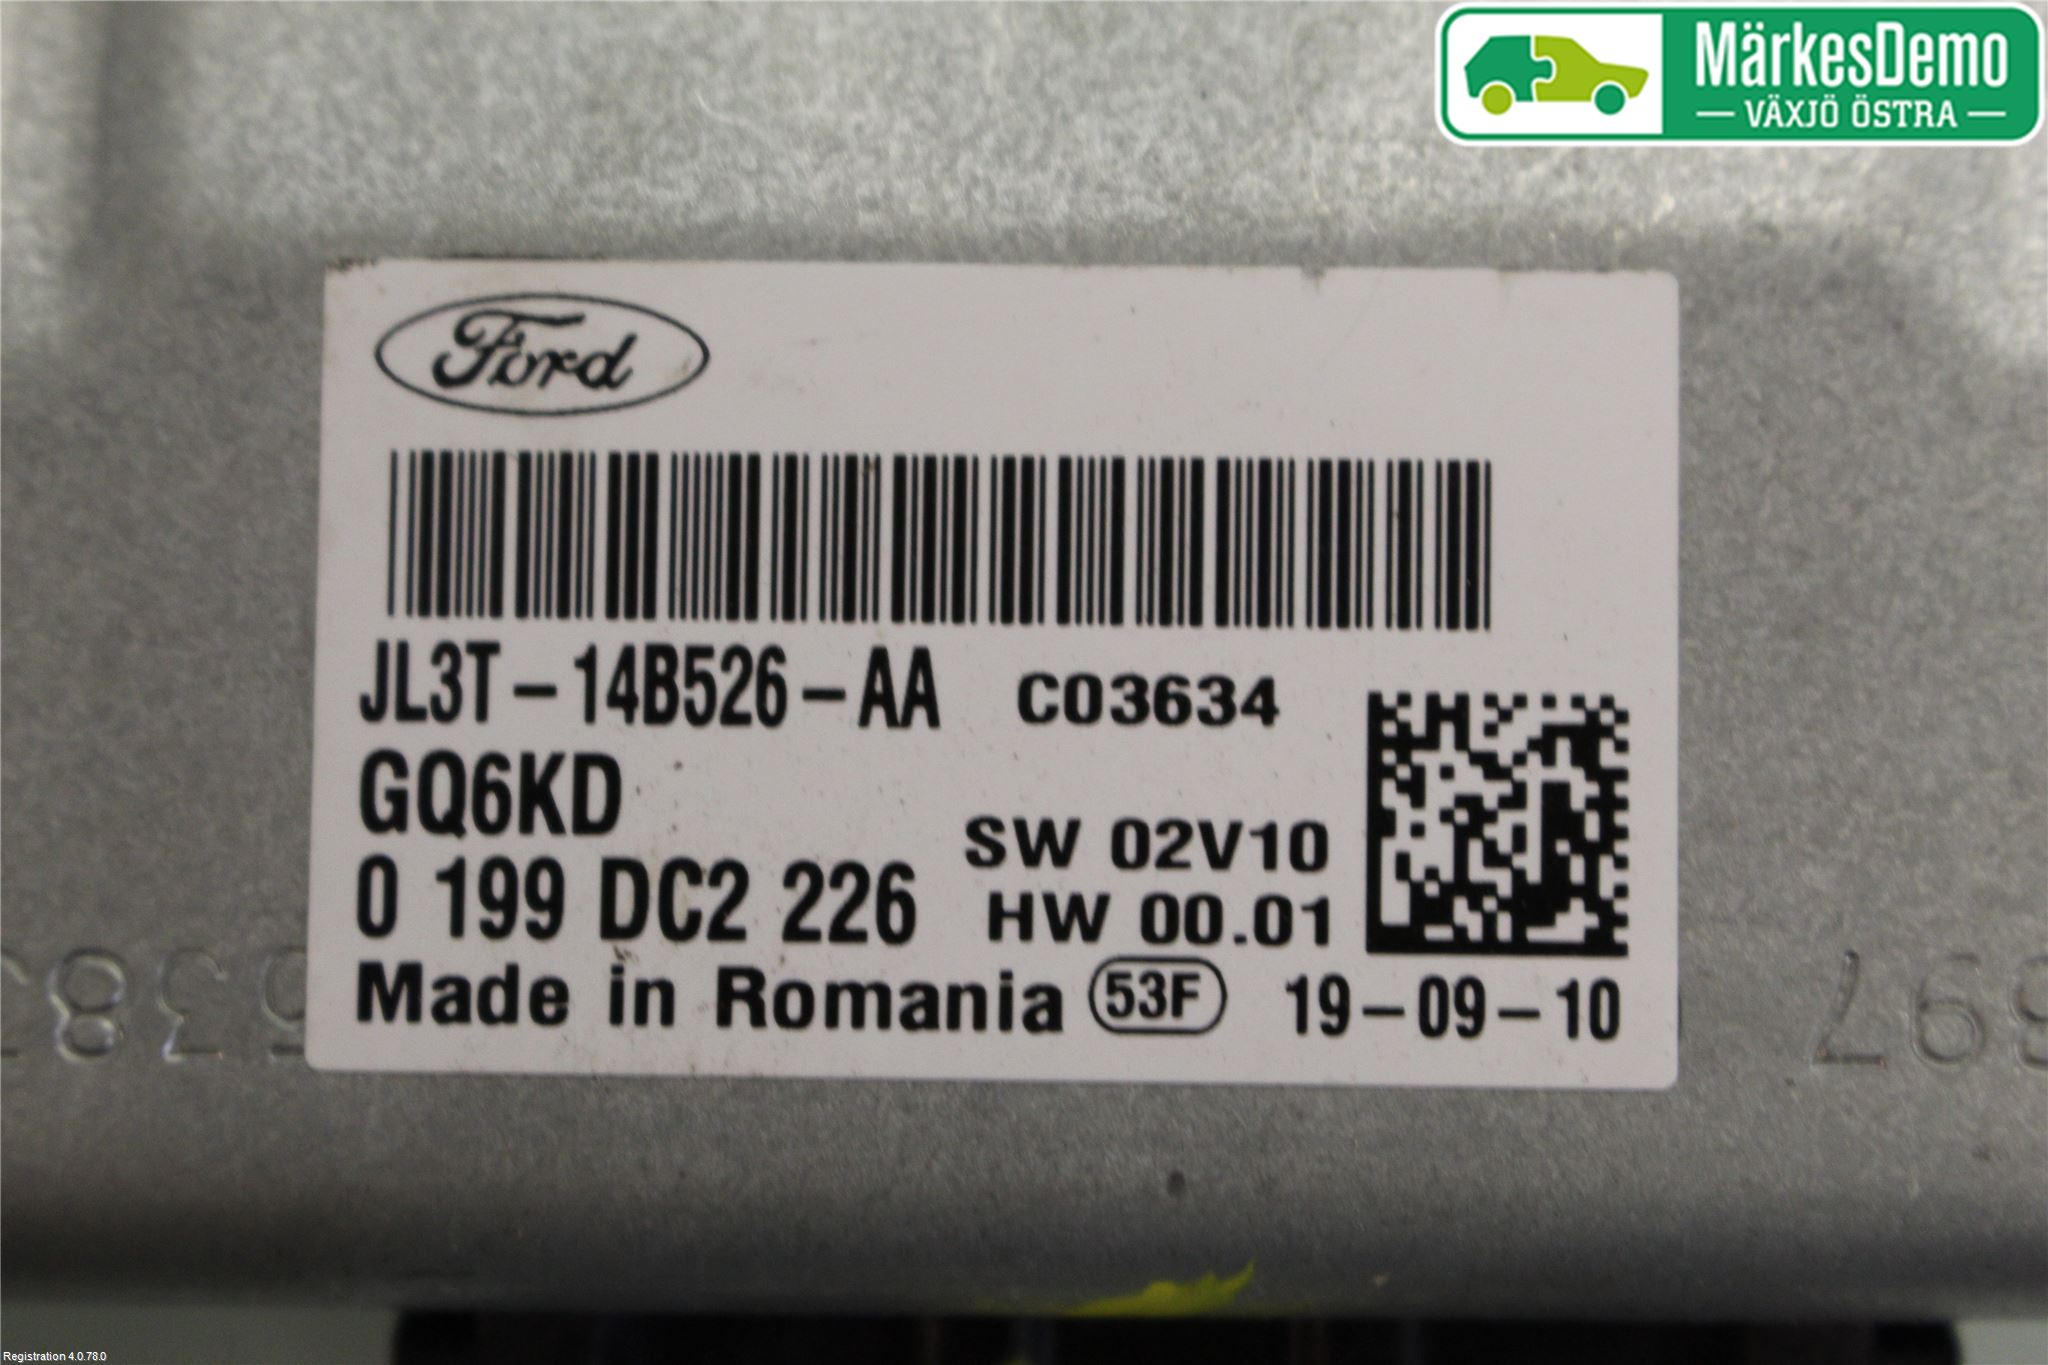 MärkesDemo
VÄXJÖ ÖSTRA
Ford
JL3T-14B526-AA C03634
GQ6KD
SW 02V10
0 199 DC2 226
HW 00.01
Made in Romania 53F 19-09-10
Registration 4.0.78.0